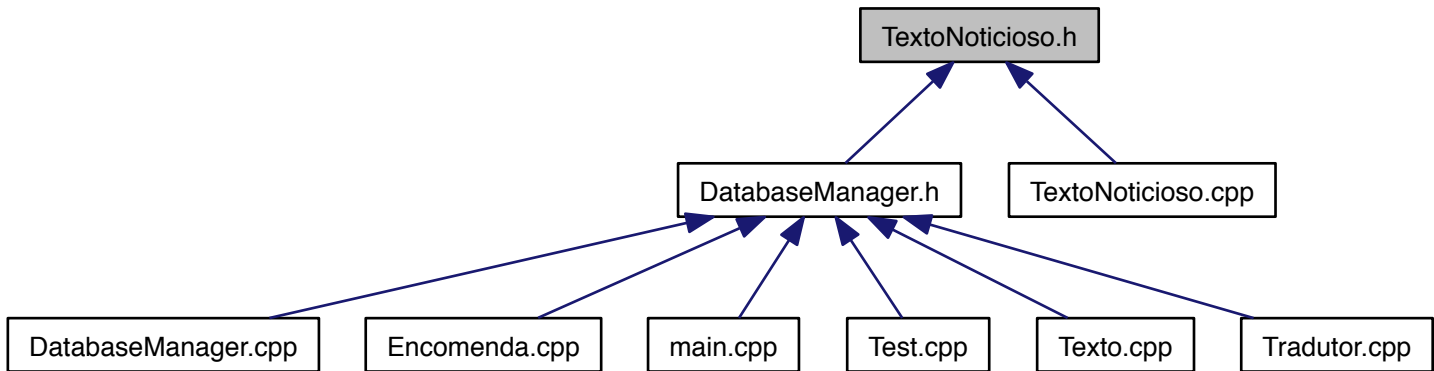 TextoNoticioso.h
DatabaseManager.h
TextoNoticioso.cpp
DatabaseManager.cpp
Encomenda.cpp
main.cpp
Test.cpp
Texto.cpp
Tradutor.cpp